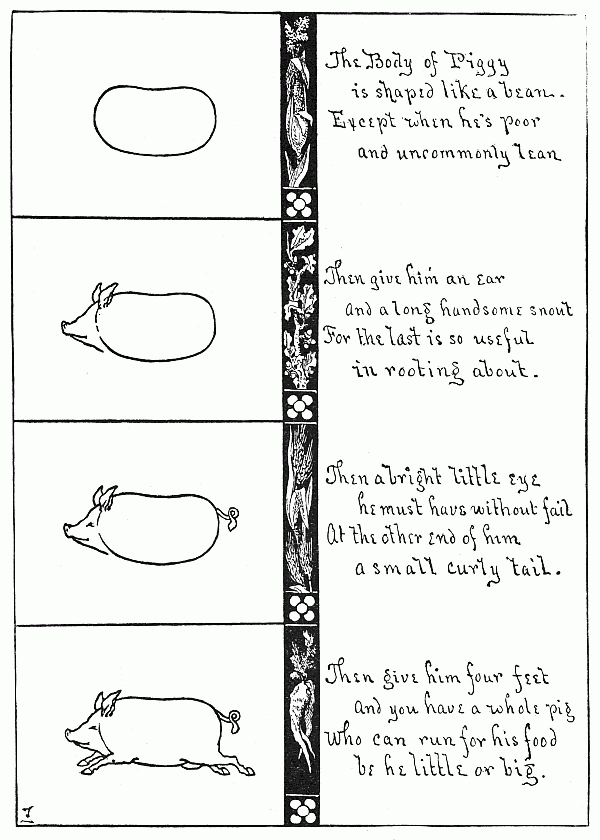 The Body of Piggy
is shaped like a bean.
Except when he's poor
and uncommonly lean
Then give him an ear
and a long handsome snout
For the last is so useful
in rooting about.
Then a bright little eye
he must have without fail
At the other end of him
a small curly tail.
Then give him four feet
and you have a whole pig
Who can run for his food
be he little or big.